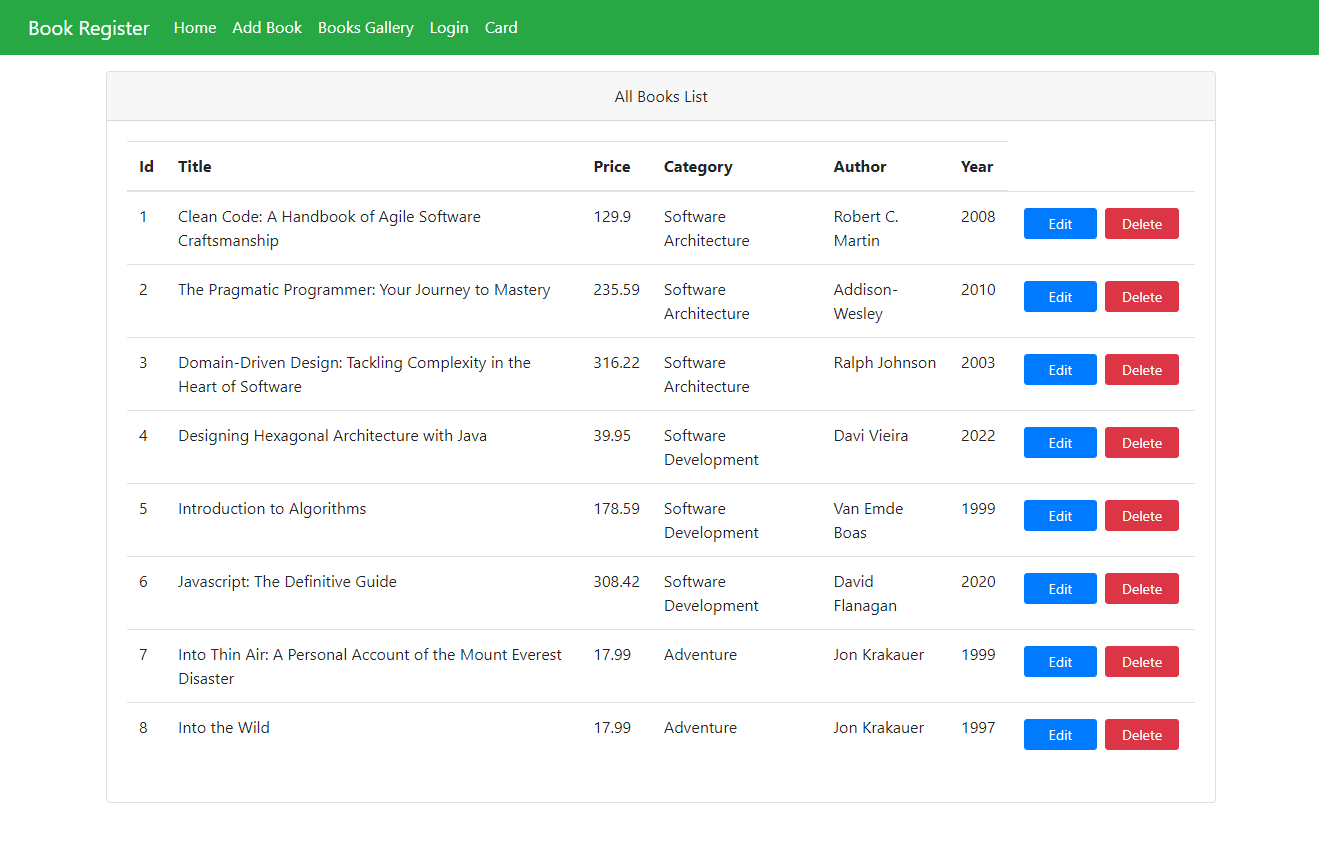 Book Register Home Add Book Books Gallery Login Card
All Books List
Id Title Price Category Author Year
1 Clean Code: A Handbook of Agile Software 129.9 Software Robert C. 2008 Edit Delete
Craftsmanship Architecture Martin
2 The Pragmatic Programmer: Your Journey to Mastery 235.59 Software Addison- 2010 Edit Delete
Architecture Wesley
3 Domain-Driven Design: Tackling Complexity in the 316.22 Software Ralph Johnson 2003 Edit Delete
Heart of Software Architecture
4 Designing Hexagonal Architecture with Java 39.95 Software Davi Vieira 2022 Edit Delete
Development
5 Introduction to Algorithms 178.59 Software Van Emde 1999 Edit Delete
Development Boas
6 Javascript: The Definitive Guide 308.42 Software David 2020 Edit Delete
Development Flanagan
7 Into Thin Air: A Personal Account of the Mount Everest 17.99 Adventure Jon Krakauer 1999 Edit Delete
Disaster
8 Into the Wild 17.99 Adventure Jon Krakauer 1997 Edit Delete